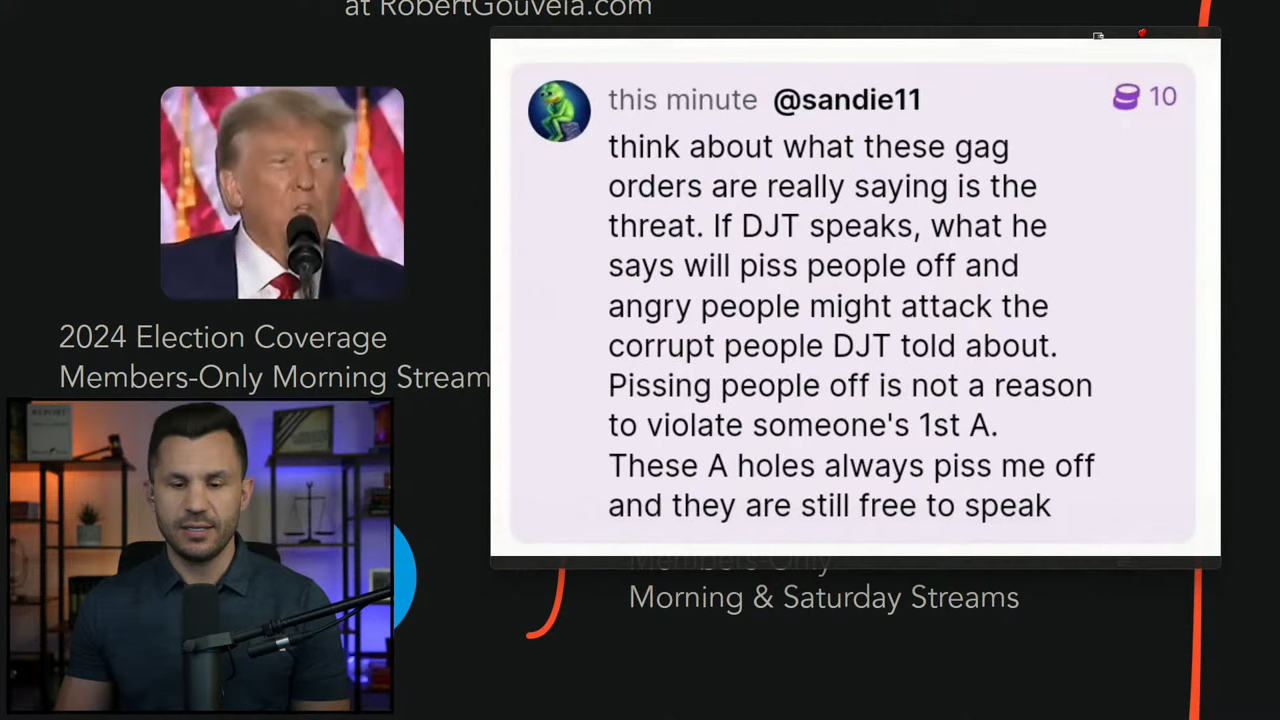 at RobertGouveia.com
this minute @sandie11
10
think about what these gag
orders are really saying is the
threat. If DJT speaks, what he
says will piss people off and
angry people might attack the
corrupt people DJT told about.
Pissing people off is not a reason
to violate someone's 1st A.
These A holes always piss me off
and they are still free to speak
2024 Election Coverage
Members-Only Morning Stream
Members-Only
Morning & Saturday Streams